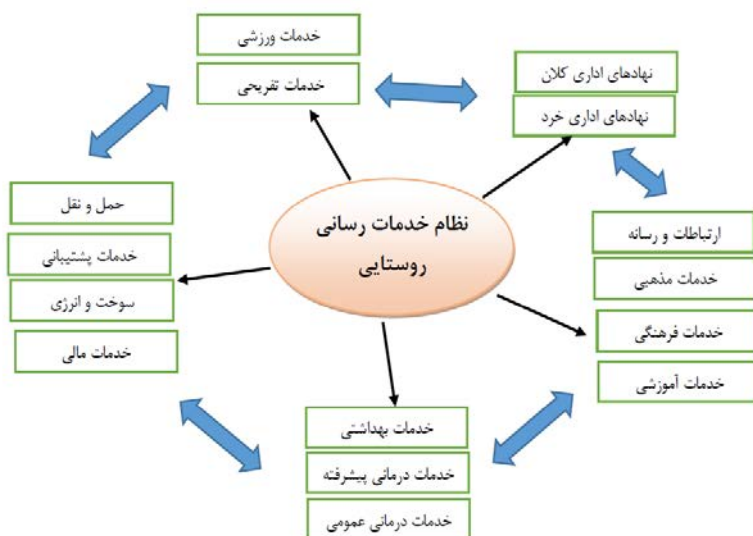 خدمات ورزشی
خدمات تفریحی
نهادهای اداری کلان
نهادهای اداری خرد
نظام خدمات رسانی
روستایی
ارتباطات و رسانه
خدمات مذهبی
خدمات فرهنگی
خدمات آموزشی
حمل و نقل
خدمات پشتیبانی
سوخت و انرژی
خدمات مالی
خدمات بهداشتی
خدمات درمانی پیشرفته
خدمات درمانی عمومی